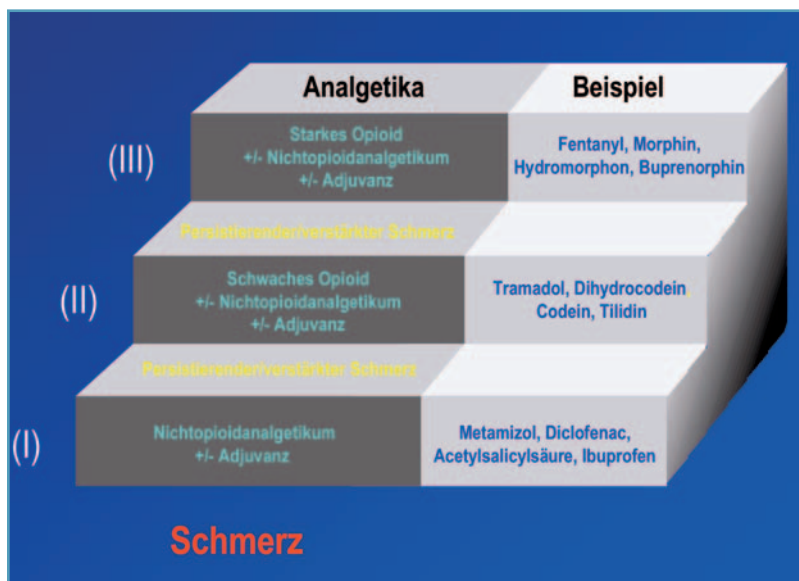 Analgetika Beispiel
(III)
Starkes Opioid
+/- Nichtopioidanalgetikum
+/- Adjuvanz
Fentanyl, Morphin,
Hydromorphon, Buprenorphin
Persistierender/verstärkter Schmerz
(II)
Schwaches Opioid
+/- Nichtopioidanalgetikum
+/- Adjuvanz
Tramadol, Dihydrocodein
Codein, Tilidin
Persistierender/verstärkter Schmerz
(I)
Nichtopioidanalgetikum
+/- Adjuvanz
Metamizol, Diclofenac,
Acetylsalicylsäure, Ibuprofen
Schmerz